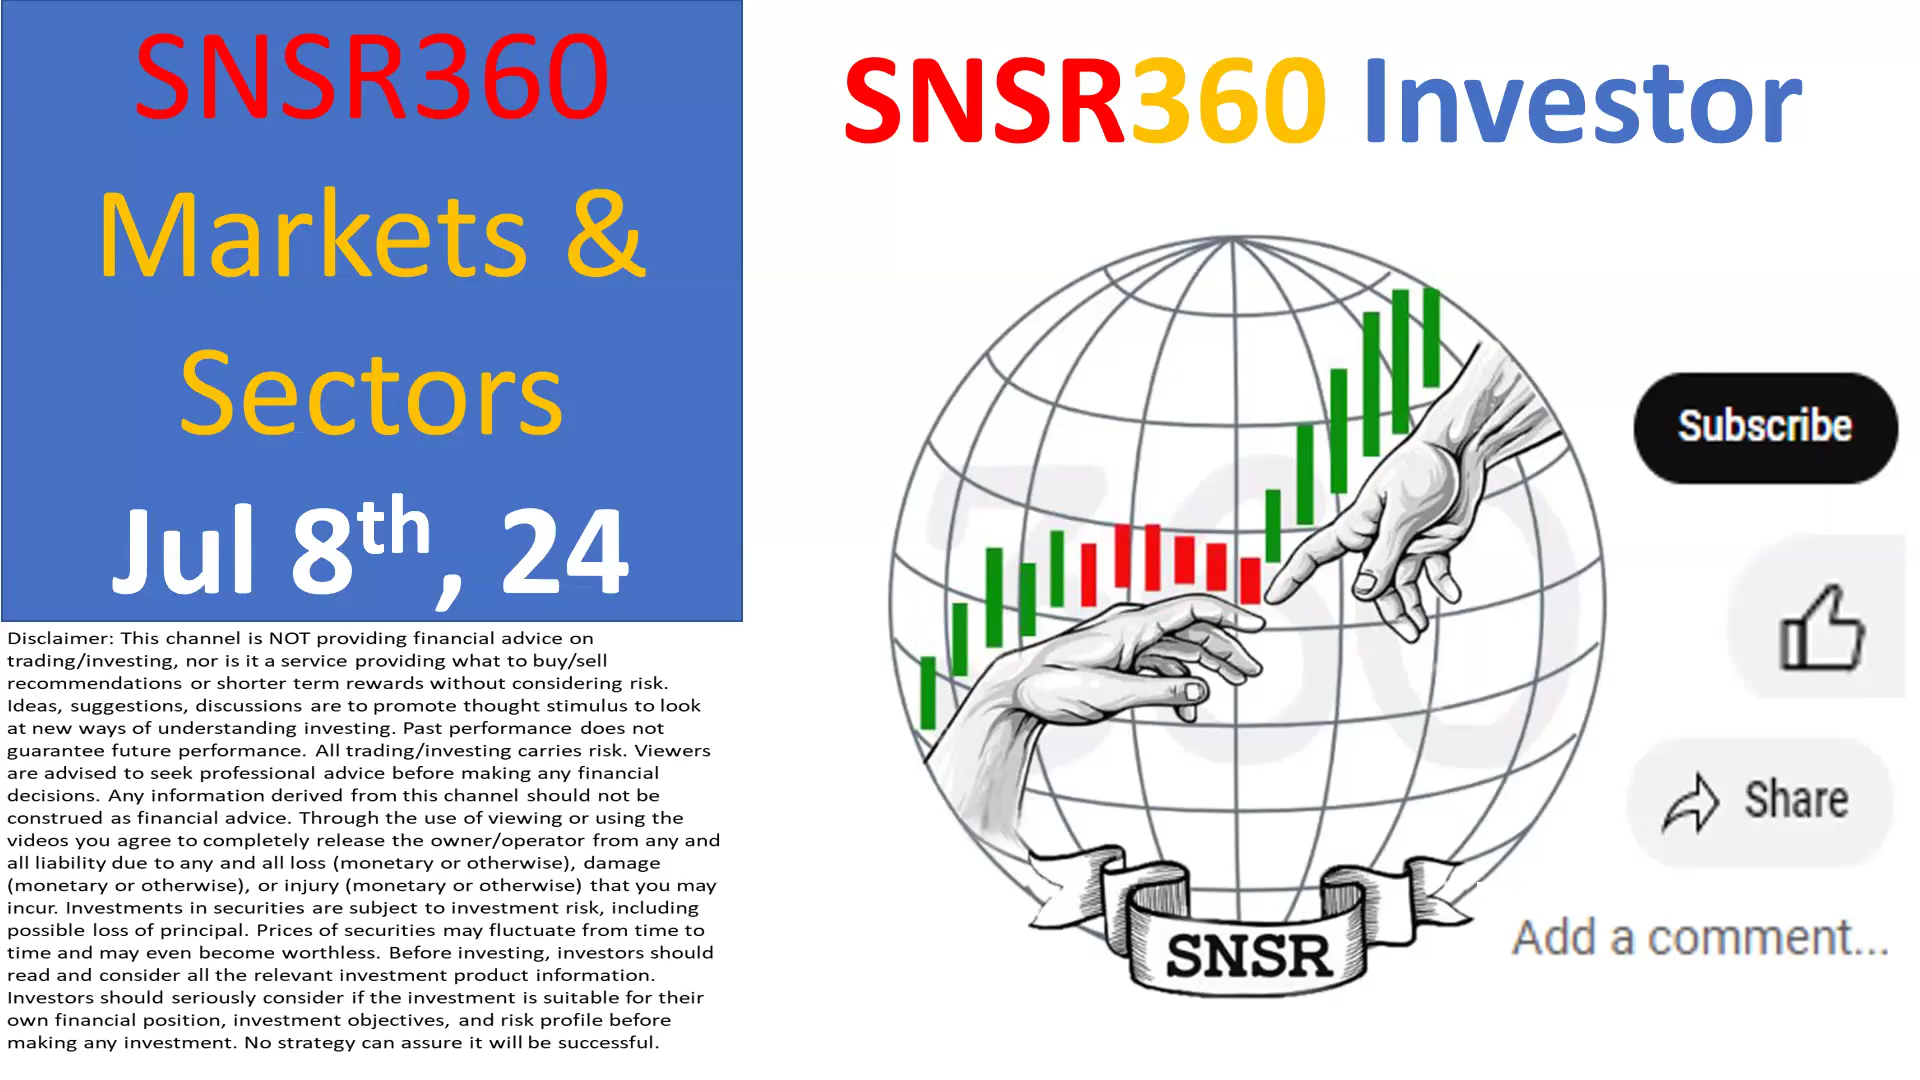 SNSR360
Markets &
Sectors
Jul 8th, 24
Disclaimer: This channel is NOT providing financial advice on
trading/investing, nor is it a service providing what to buy/sell
recommendations or shorter term rewards without considering risk.
Ideas, suggestions, discussions are to promote thought stimulus to look
at new ways of understanding investing. Past performance does not
guarantee future performance. All trading/investing carries risk. Viewers
are advised to seek professional advice before making any financial
decisions. Any information derived from this channel should not be
construed as financial advice. Through the use of viewing or using the
videos you agree to completely release the owner/operator from any and
all liability due to any and all loss (monetary or otherwise), damage
(monetary or otherwise), or injury (monetary or otherwise) that you may
incur. Investments in securities are subject to investment risk, including
possible loss of principal. Prices of securities may fluctuate from time to
time and may even become worthless. Before investing, investors should
read and consider all the relevant investment product information.
Investors should seriously consider if the investment is suitable for their
own financial position, investment objectives, and risk profile before
making any investment. No strategy can assure it will be successful.
SNSR360 Investor
360
Subscribe
Share
SNSR
Add a comment...